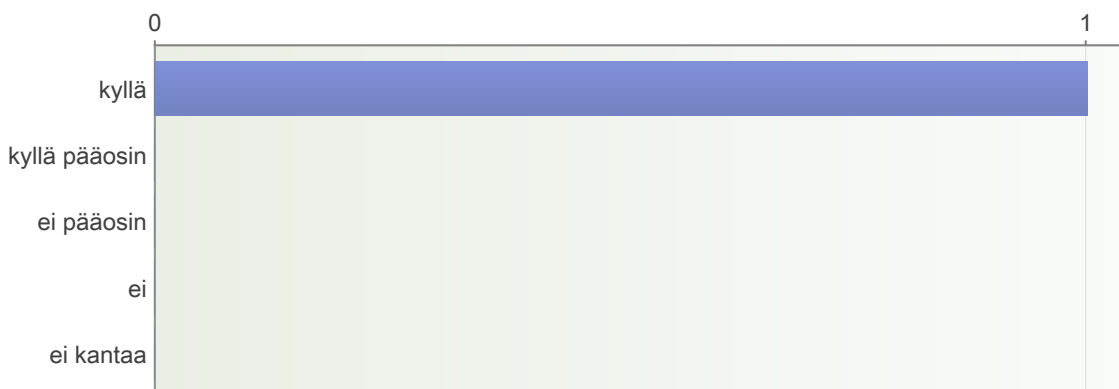 0 1
kyllä
kyllä pääosin
ei pääosin
ei
ei kantaa